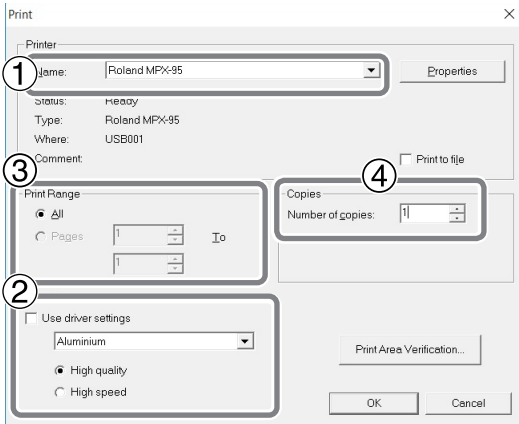 Print
Printer
① Name: Roland MPX-95 Properties
Status: Ready
Type: Roland MPX-95
Where: USB001
Comment: Print to file
③ ④
Print Range Copies
All Number of copies: 1
Pages 1 To
1
②
Use driver settings
Aluminium
High quality Print Area Verification...
High speed
OK Cancel